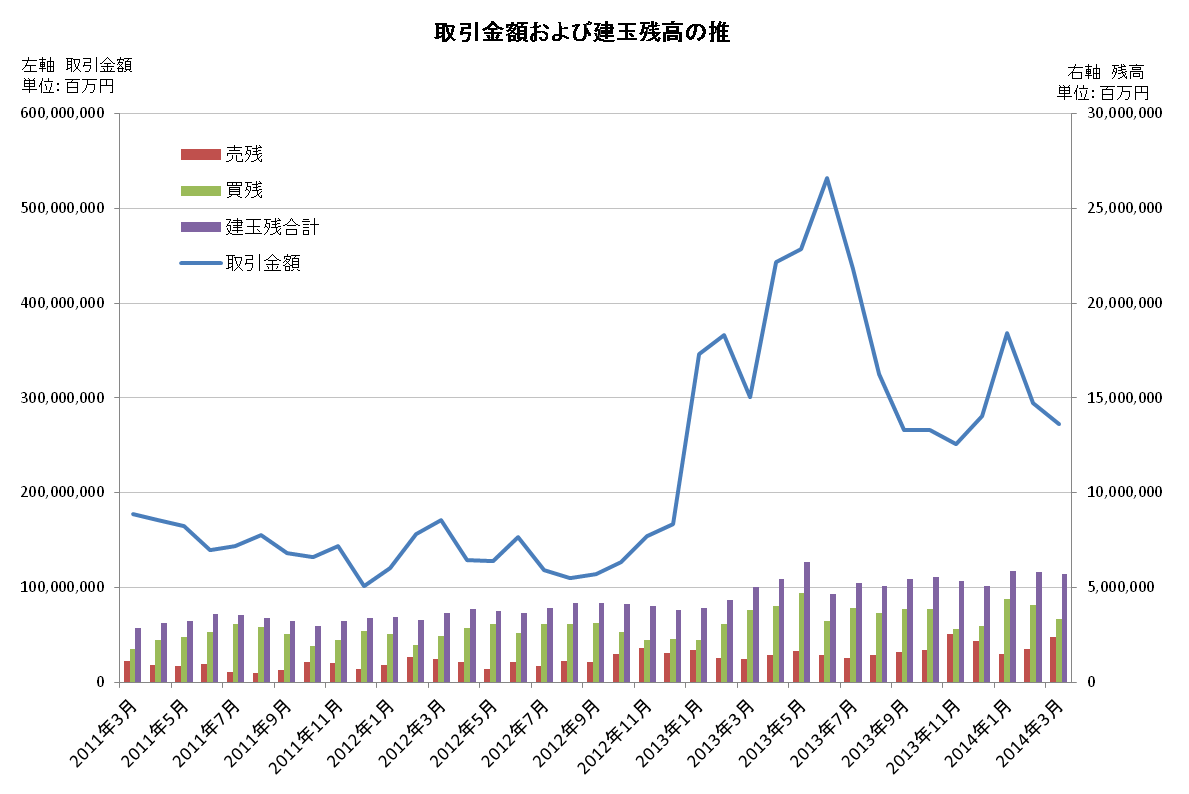 取引金額および建玉残高の推
左軸 取引金額
単位: 百万円
右軸 残高
単位: 百万円
600,000,000
500,000,000
400,000,000
300,000,000
200,000,000
100,000,000
0
売残
買残
建玉残合計
取引金額
30,000,000
25,000,000
20,000,000
15,000,000
10,000,000
5,000,000
0
2011年3月
2011年5月
2011年7月
2011年9月
2011年11月
2012年1月
2012年3月
2012年5月
2012年7月
2012年9月
2012年11月
2013年1月
2013年3月
2013年5月
2013年7月
2013年9月
2013年11月
2014年1月
2014年3月